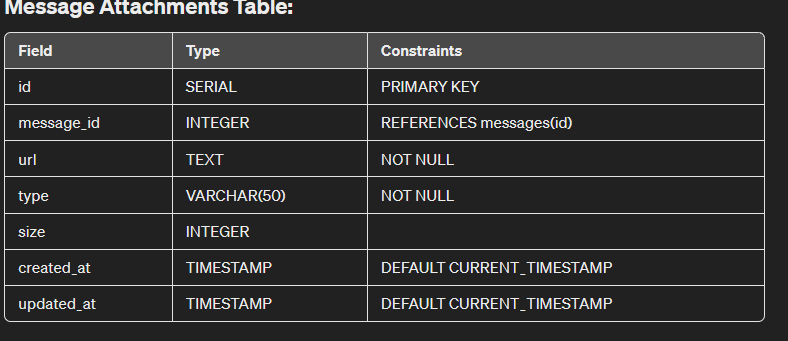 Message Attachments Table:
Field Type Constraints
id SERIAL PRIMARY KEY
message_id INTEGER REFERENCES messages(id)
url TEXT NOT NULL
type VARCHAR(50) NOT NULL
size INTEGER
created_at TIMESTAMP DEFAULT CURRENT_TIMESTAMP
updated_at TIMESTAMP DEFAULT CURRENT_TIMESTAMP